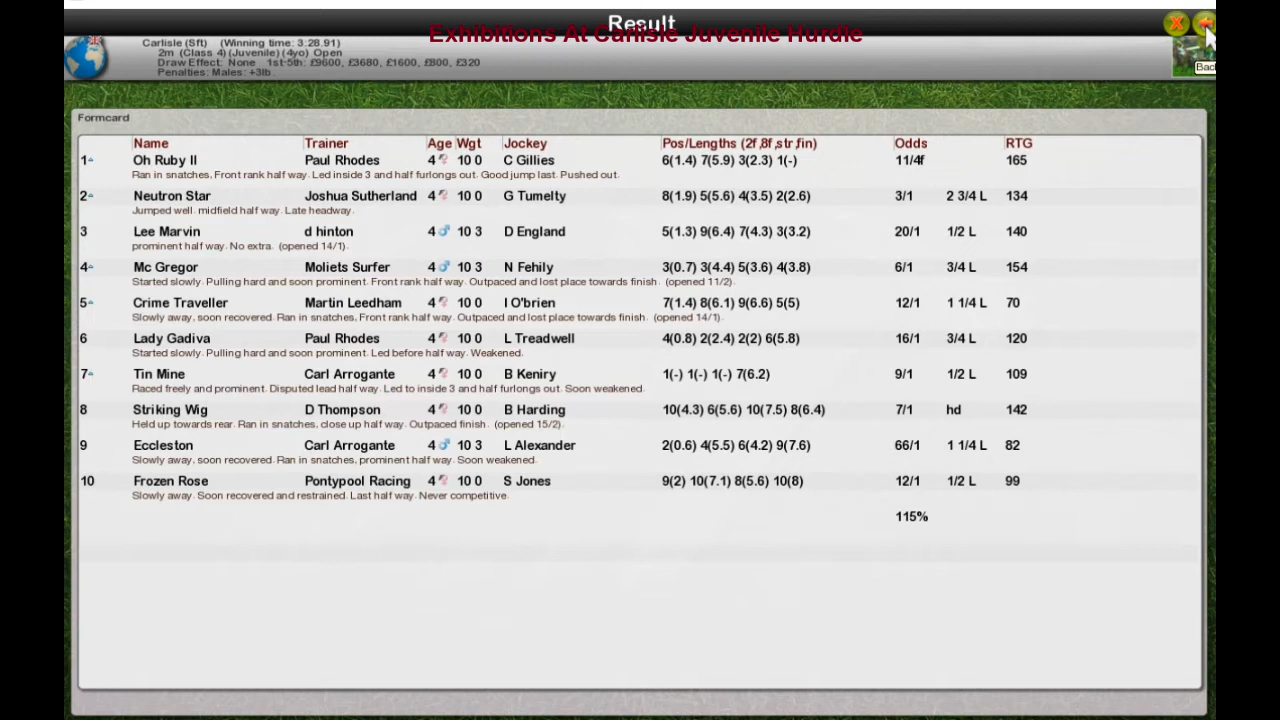 Result
Exhibitions At Carlisle Juvenile Hurdle
Carlisle (Sft) (Winning time: 3:28.91)
2m (Class 4) (Juvenile) (4yo) Open
Draw Effect: None 1st-5th: £9600, £3680, £1600, £800, £320
Penalties: Males: +3lb
Back
Formcard
Name Trainer Age Wgt Jockey Pos/Lengths (2f,8f,str,fin) Odds RTG
1 Oh Ruby II Paul Rhodes 4 10 0 C Gillies 6(1.4) 7(5.9) 3(2.3) 1(-) 11/4f 165
Ran in snatches, Front rank half way. Led inside 3 and half furlongs out. Good jump last. Pushed out.
2 Neutron Star Joshua Sutherland 4 10 0 G Tumelty 8(1.9) 5(5.6) 4(3.5) 2(2.6) 3/1 2 3/4 L 134
Jumped well. midfield half way. Late headway.
3 Lee Marvin d hinton 4 10 3 D England 5(1.3) 9(6.4) 7(4.3) 3(3.2) 20/1 1/2 L 140
prominent half way. No extra. (opened 14/1).
4 Mc Gregor Moliets Surfer 4 10 3 N Fehily 3(0.7) 3(4.4) 5(3.6) 4(3.8) 6/1 3/4 L 154
Started slowly. Pulling hard and soon prominent. Front rank half way. Outpaced and lost place towards finish. (opened 11/2).
5 Crime Traveller Martin Leedham 4 10 0 I O'brien 7(1.4) 8(6.1) 9(6.6) 5(5) 12/1 1 1/4 L 70
Slowly away, soon recovered. Ran in snatches, Front rank half way. Outpaced and lost place towards finish. (opened 14/1).
6 Lady Gadiva Paul Rhodes 4 10 0 L Treadwell 4(0.8) 2(2.4) 2(2) 6(5.8) 16/1 3/4 L 120
Started slowly. Pulling hard and soon prominent. Led before half way. Weakened.
7 Tin Mine Carl Arrogante 4 10 0 B Keniry 1(-) 1(-) 1(-) 7(6.2) 9/1 1/2 L 109
Raced freely and prominent. Disputed lead half way. Led to inside 3 and half furlongs out. Soon weakened.
8 Striking Wig D Thompson 4 10 0 B Harding 10(4.3) 6(5.6) 10(7.5) 8(6.4) 7/1 hd 142
Held up towards rear. Ran in snatches, close up half way. Outpaced finish. (opened 15/2).
9 Eccleston Carl Arrogante 4 10 3 L Alexander 2(0.6) 4(5.5) 6(4.2) 9(7.6) 66/1 1 1/4 L 82
Slowly away, soon recovered. Ran in snatches, prominent half way. Soon weakened.
10 Frozen Rose Pontypool Racing 4 10 0 S Jones 9(2) 10(7.1) 8(5.6) 10(8) 12/1 1/2 L 99
Slowly away. Soon recovered and restrained. Last half way. Never competitive.
115%